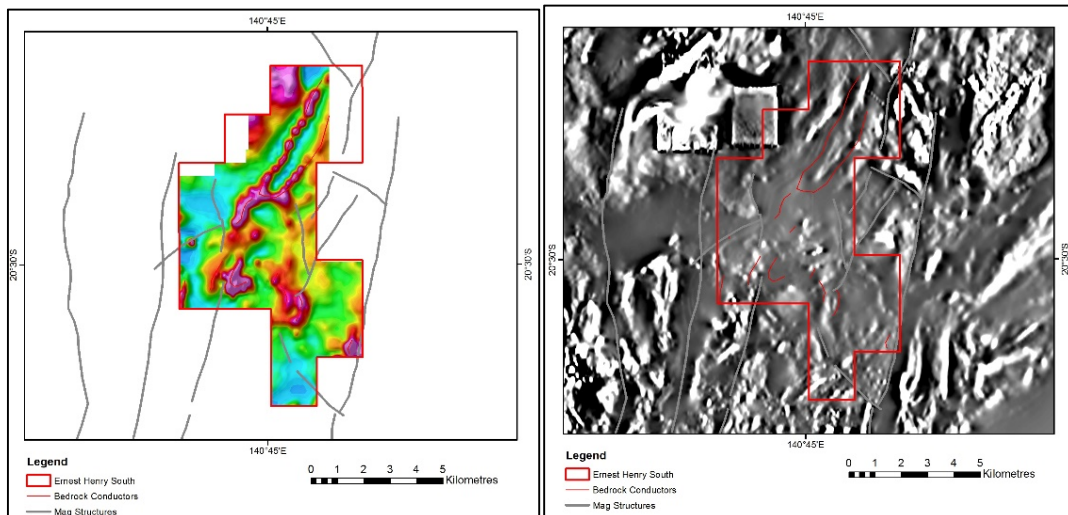 140°45'E
20°30'S
20°30'S
140°45'E
Legend
Ernest Henry South
Bedrock Conductors
Mag Structures
0 1 2 3 4 5
Kilometres
140°45'E
20°30'S
20°30'S
140°45'E
Legend
Ernest Henry South
Bedrock Conductors
Mag Structures
0 1 2 3 4 5
Kilometres